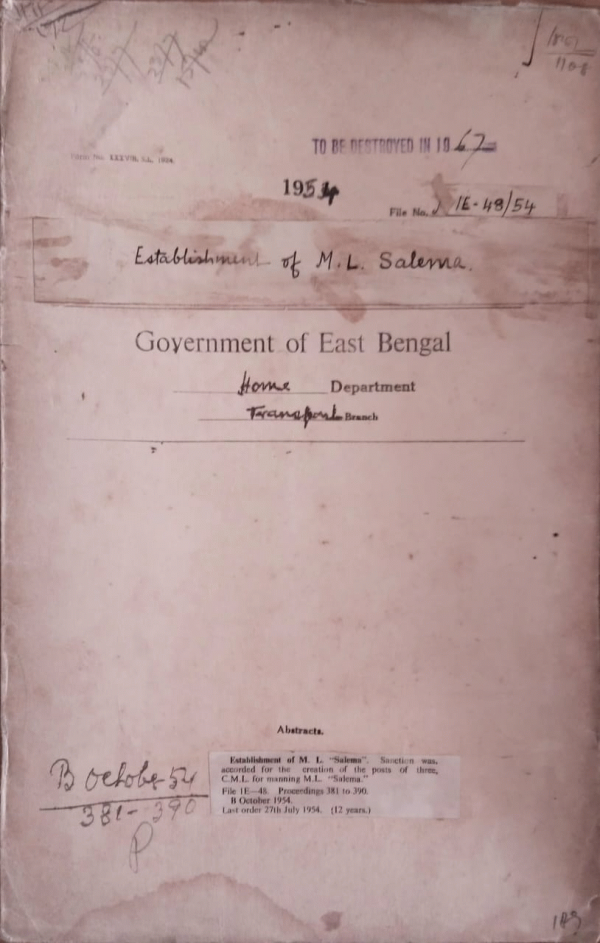 TO BE DESTROYED IN 1967
1954
File No. 1E-48/54
Establishment of M. L. Salema.
Government of East Bengal
Home Department
Transport Branch
Abstracts.
Establishment of M. L. "Salema". Sanction was,
accorded for the creation of the posts of three,
C.M.L. for manning M.L. "Salema."
File 1E—48. Proceedings 381 to 390.
B October 1954.
Last order 27th July 1954. (12 years.)
B October 54
381-390
P